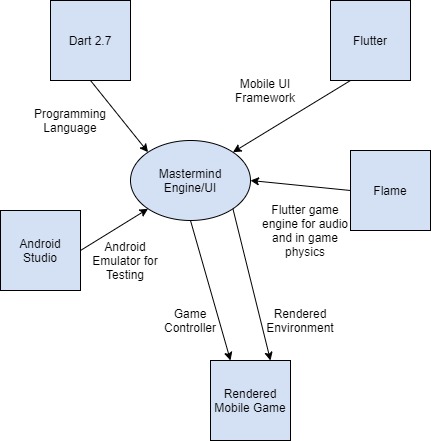 Dart 2.7
Flutter
Mobile UI
Framework
Programming
Language
Mastermind
Engine/UI
Flame
Flutter game
engine for audio
and in game
physics
Android
Studio
Android
Emulator for
Testing
Game
Controller
Rendered
Environment
Rendered
Mobile Game